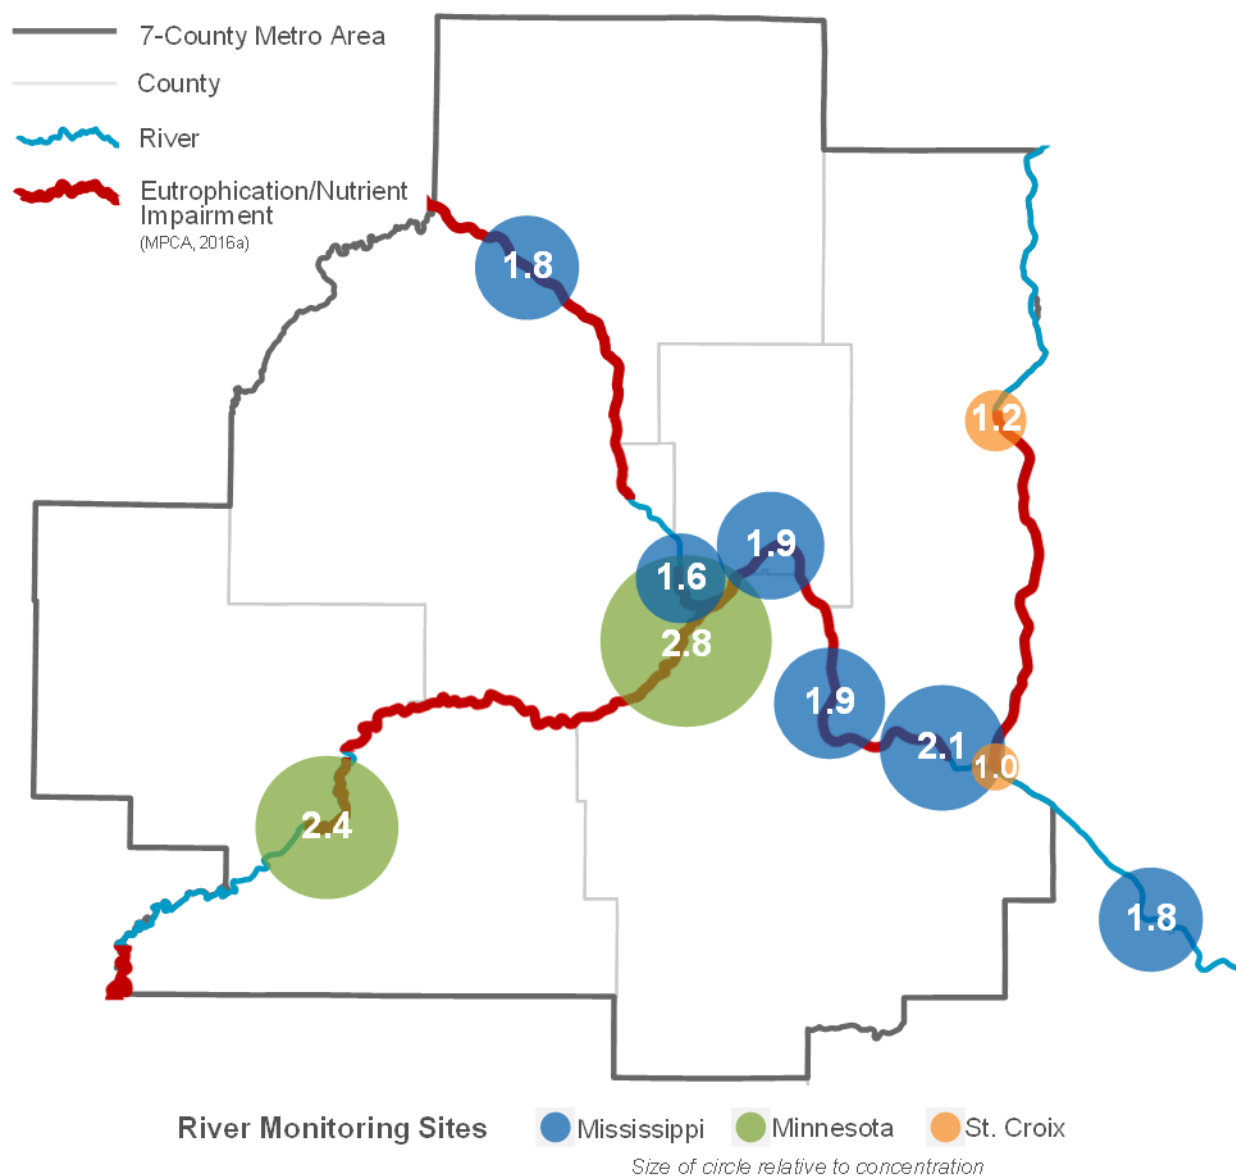 7-County Metro Area
County
River
Eutrophication/Nutrient
Impairment
(MPCA, 2016a)
1.8
1.2
1.9
1.6
2.8
1.9
2.1
1.0
2.4
1.8
River Monitoring Sites
Mississippi
Minnesota
St. Croix
Size of circle relative to concentration